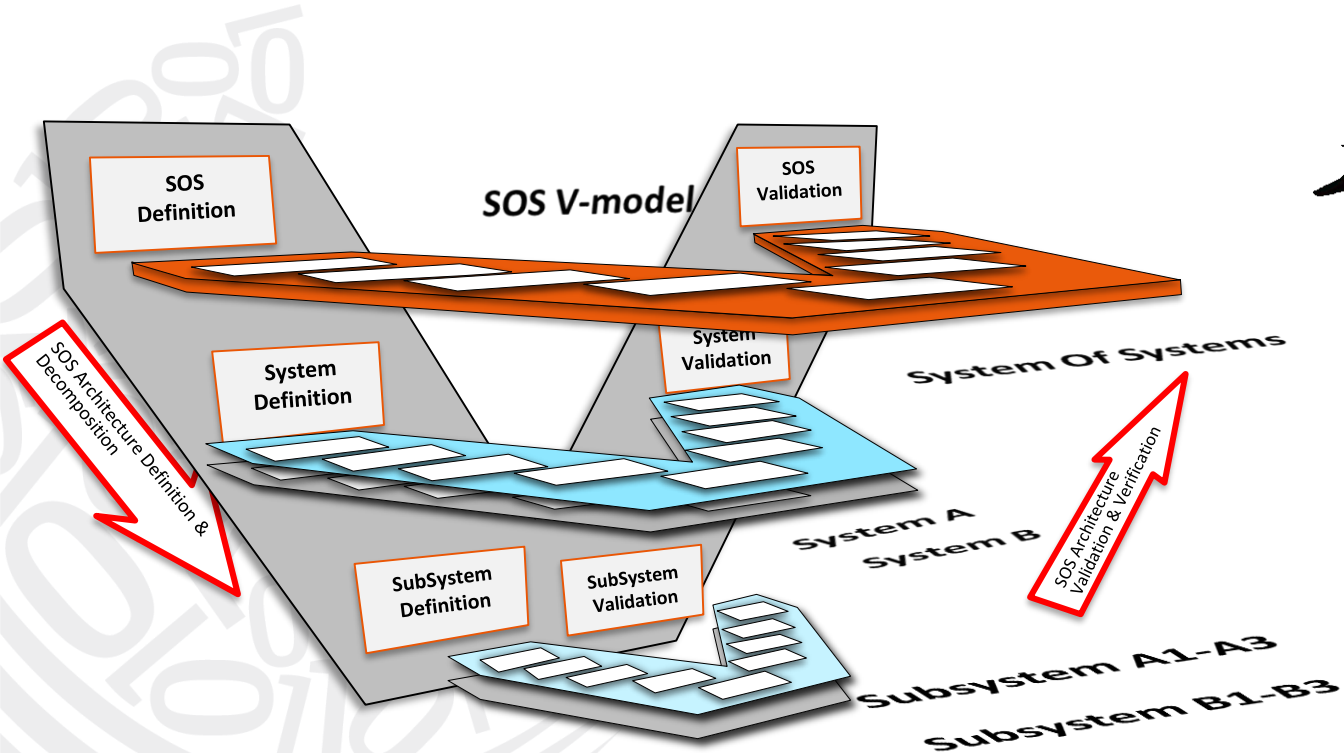 SOS
Definition
SOS V-model
SOS
Validation
System
Definition
System
Validation
System Of Systems
SOS Architecture Definition &
Decomposition
SOS Architecture
Validation & Verification
System A
System B
SubSystem
Definition
SubSystem
Validation
Subsystem A1-A3
Subsystem B1-B3